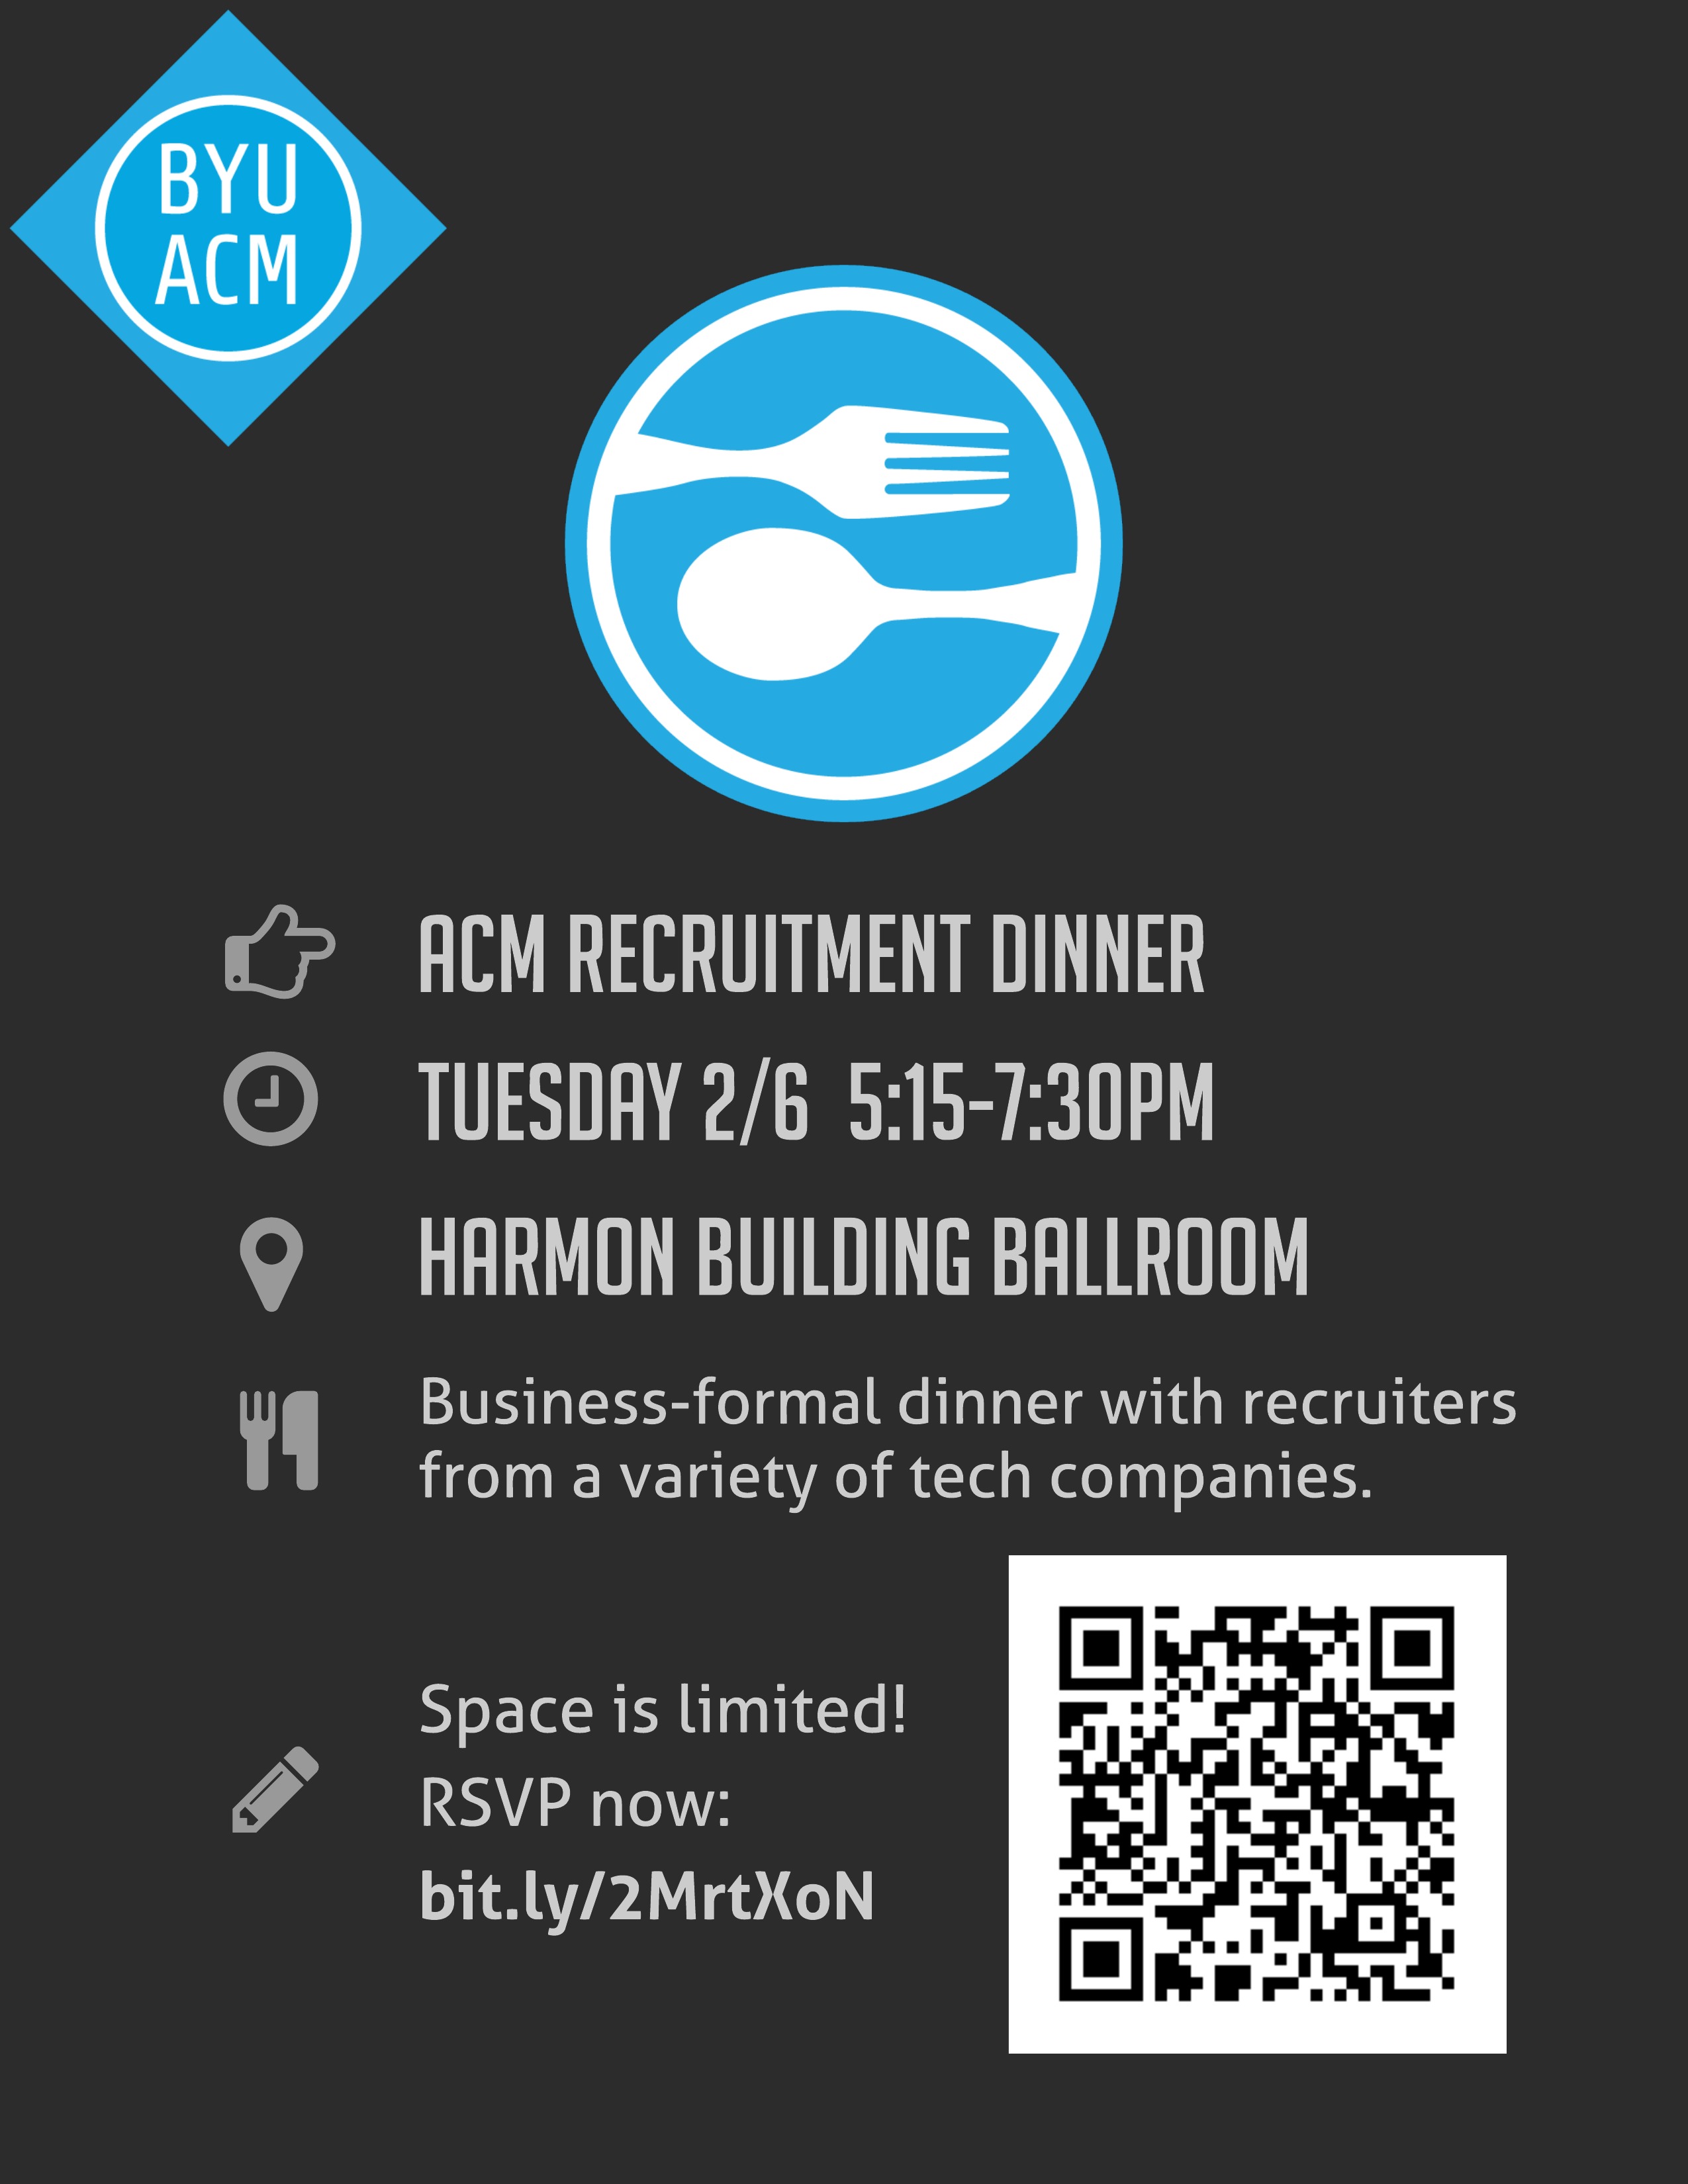 BYU
ACM
ACM RECRUITMENT DINNER
TUESDAY 2/6 5:15-7:30PM
HARMON BUILDING BALLROOM
Business-formal dinner with recruiters
from a variety of tech companies.
Space is limited!
RSVP now:
bit.ly/2MrtXoN